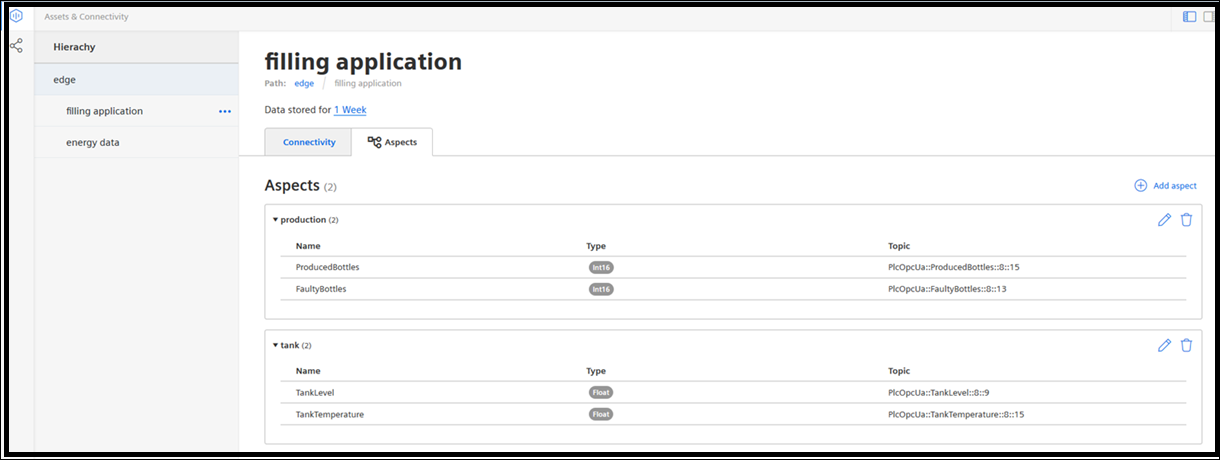 Assets & Connectivity
Hierachy
edge
filling application
energy data
filling application
Path: edge / filling application
Data stored for 1 Week
Connectivity Aspects
Aspects (2) Add aspect
production (2)
Name Type Topic
ProducedBottles Int16 PlcOpcUa::ProducedBottles::8::15
FaultyBottles Int16 PlcOpcUa::FaultyBottles::8::13
tank (2)
Name Type Topic
TankLevel Float PlcOpcUa::TankLevel::8::9
TankTemperature Float PlcOpcUa::TankTemperature::8::15